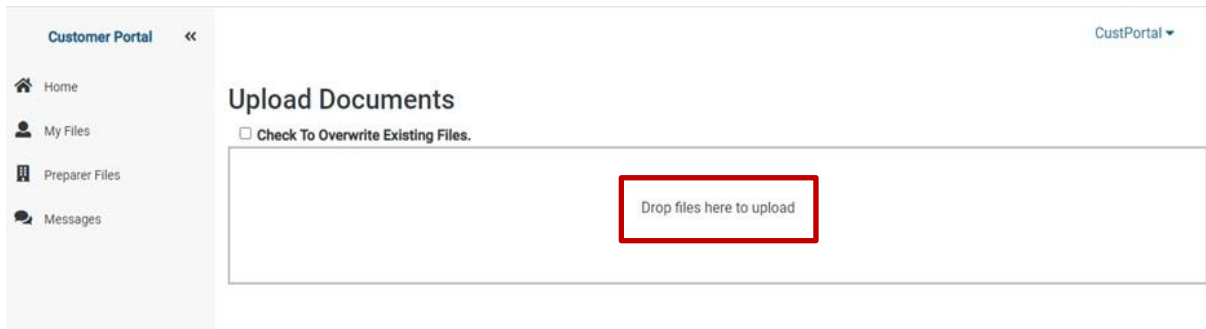 Customer Portal «
CustPortal
Home
My Files
Preparer Files
Messages
Upload Documents
Check To Overwrite Existing Files.
Drop files here to upload